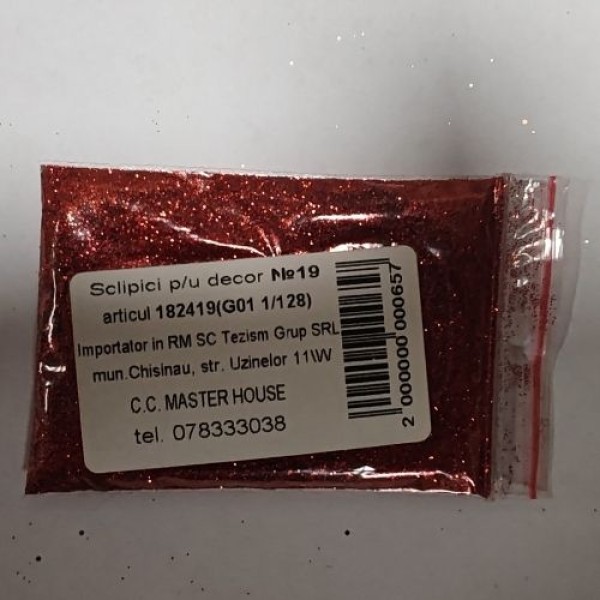 Sclipici p/u decor №19
articul 182419(G01 1/128)
Importator in RM SC Tezism Grup SRL
mun.Chisinau, str. Uzinelor 11\W
C.C. MASTER HOUSE
tel. 078333038
2 000000 000657